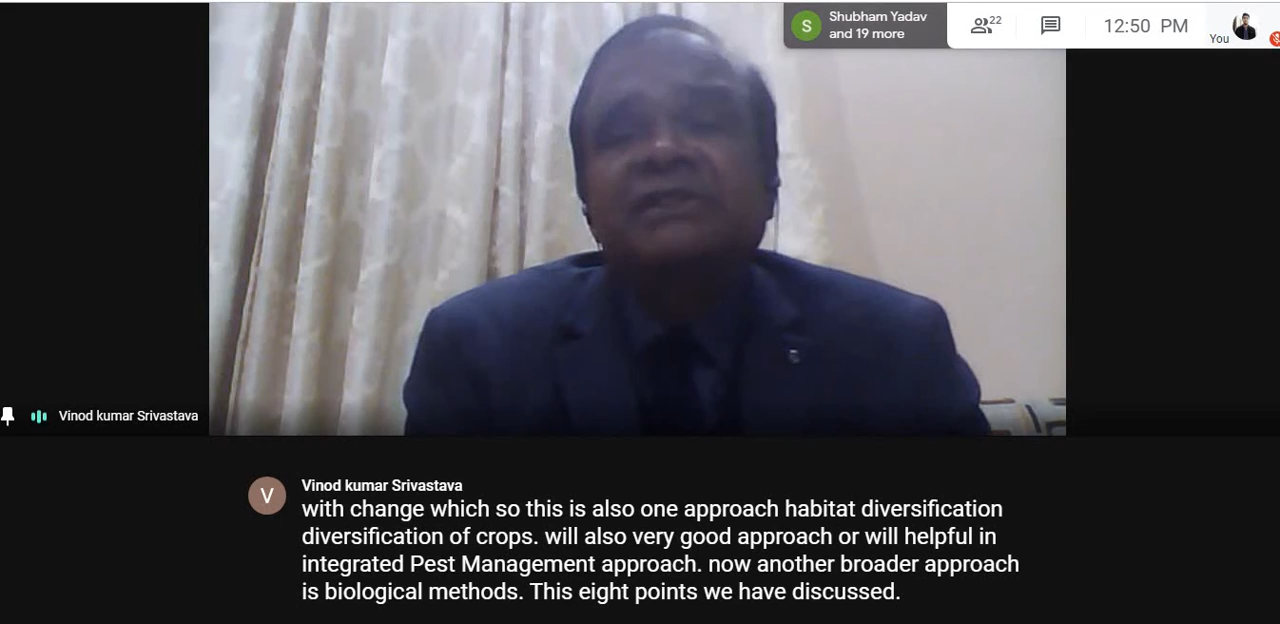 S
Shubham Yadav
and 19 more
22
12:50 PM
You
Vinod kumar Srivastava
V
Vinod kumar Srivastava
with change which so this is also one approach habitat diversification
diversification of crops. will also very good approach or will helpful in
integrated Pest Management approach. now another broader approach
is biological methods. This eight points we have discussed.